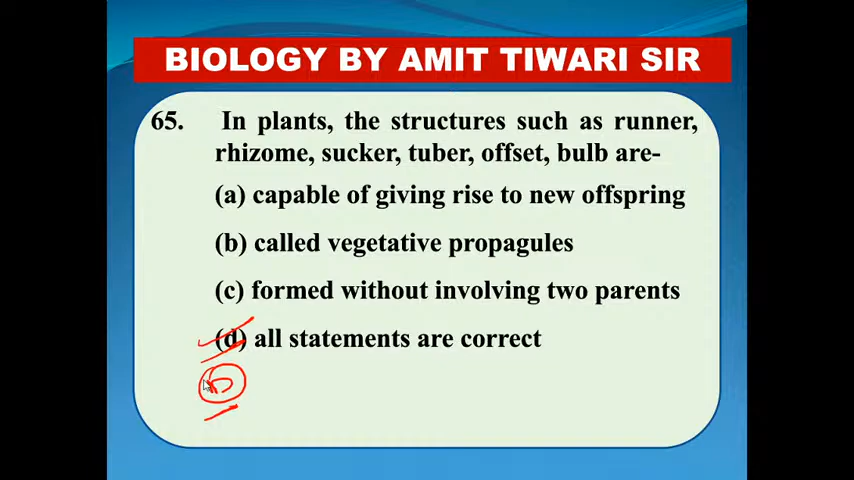 BIOLOGY BY AMIT TIWARI SIR
65. In plants, the structures such as runner,
rhizome, sucker, tuber, offset, bulb are-
(a) capable of giving rise to new offspring
(b) called vegetative propagules
(c) formed without involving two parents
(d) all statements are correct